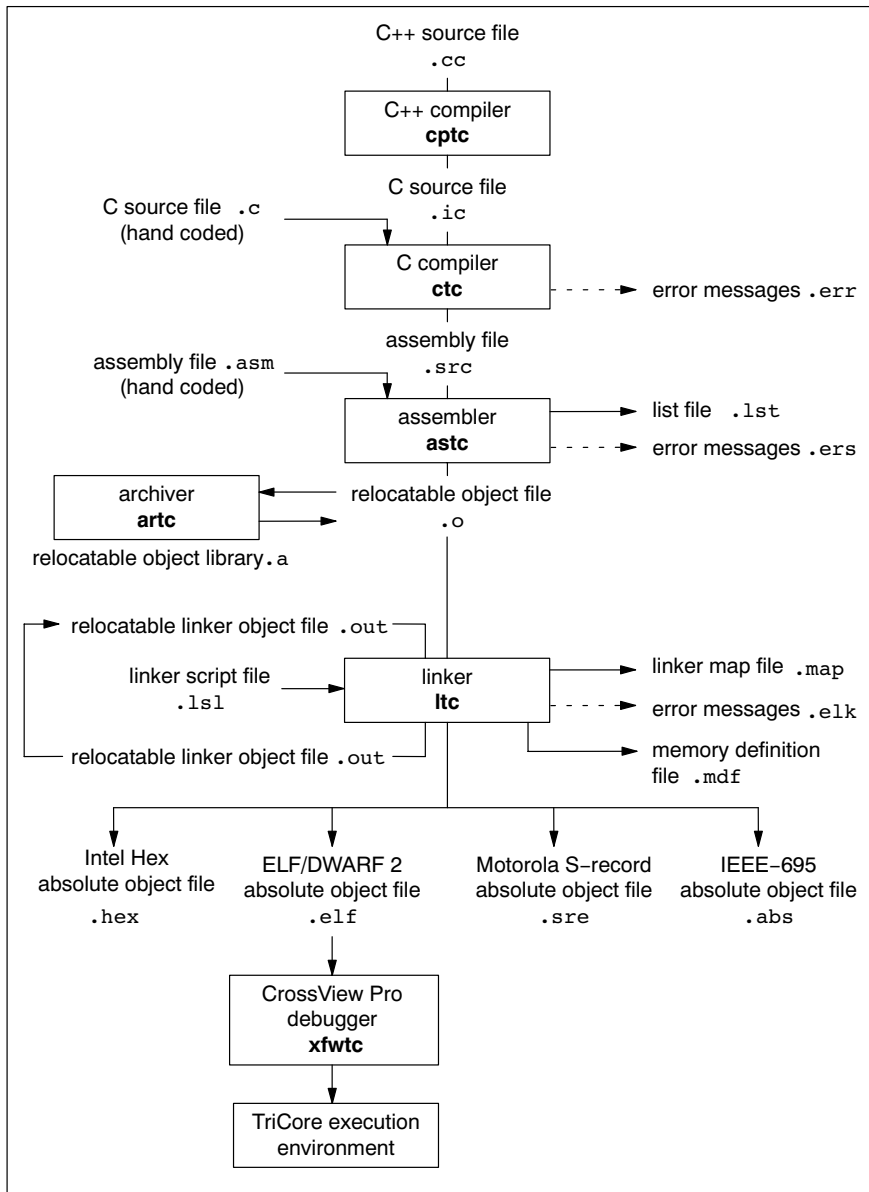 C++ source file
.cc
C++ compiler
cptc
C source file
.ic
C source file .c
(hand coded)
C compiler
ctc
error messages .err
assembly file
.src
assembly file .asm
(hand coded)
assembler
astc
list file .lst
error messages .ers
archiver
artc
relocatable object file
.o
relocatable object library.a
relocatable linker object file .out
linker script file
.lsl
linker
ltc
linker map file .map
error messages .elk
relocatable linker object file .out
memory definition
file .mdf
Intel Hex
absolute object file
.hex
ELF/DWARF 2
absolute object file
.elf
Motorola S−record
absolute object file
.sre
IEEE−695
absolute object file
.abs
CrossView Pro
debugger
xfwtc
TriCore execution
environment